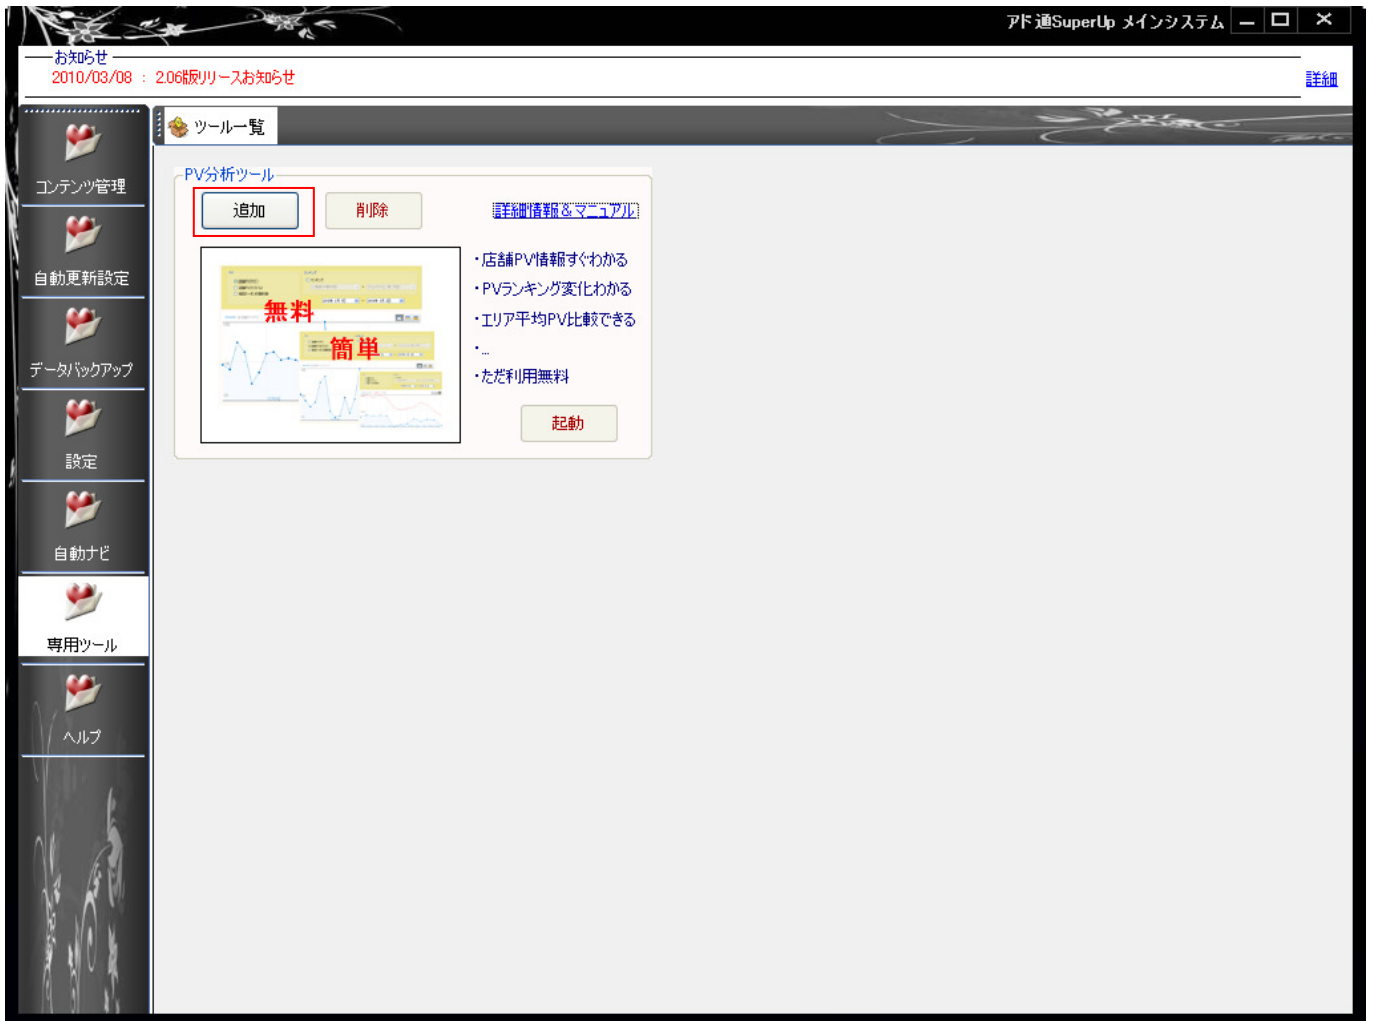 アド通SuperUp メインシステム
お知らせ
2010/03/08 : 2.06版リリースお知らせ
詳細
ツール一覧
コンテンツ管理
自動更新設定
データバックアップ
設定
自動ナビ
専用ツール
ヘルプ
PV分析ツール
追加
削除
詳細情報&マニュアル
無料
簡単
・店舗PV情報すぐわかる
・PVランキング変化わかる
・エリア平均PV比較できる
・...
・ただ利用無料
起動